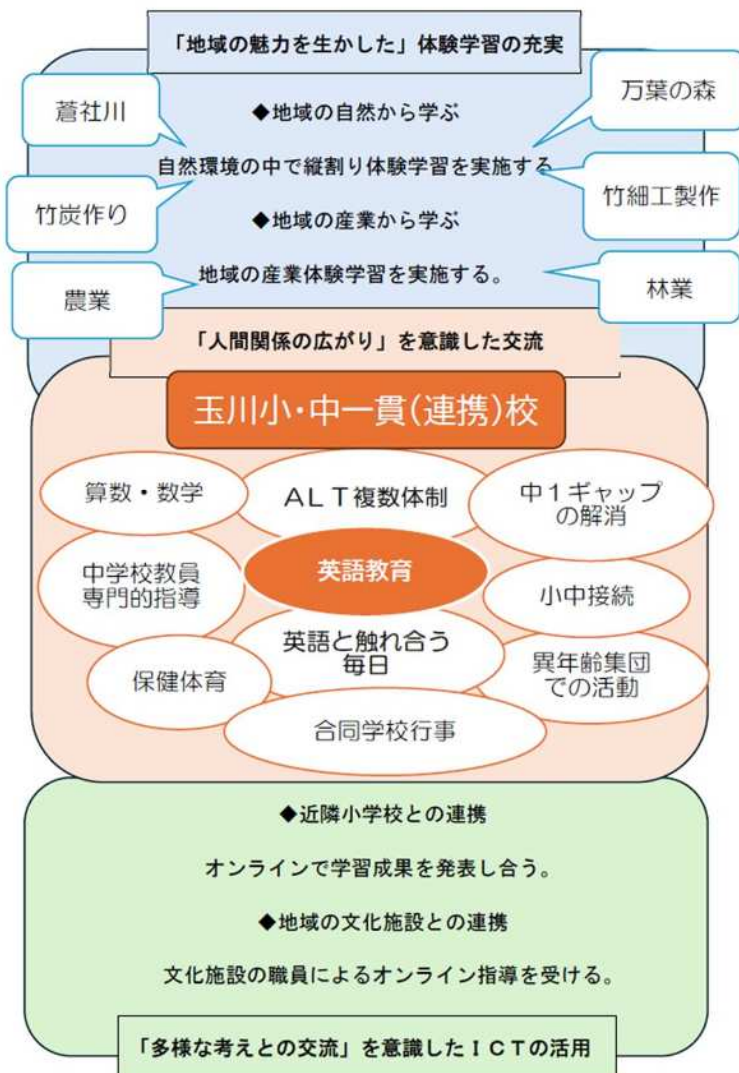 「地域の魅力を生かした」体験学習の充実
蒼社川
万葉の森
◆地域の自然から学ぶ
自然環境の中で縦割り体験学習を実施する
竹炭作り
竹細工製作
◆地域の産業から学ぶ
地域の産業体験学習を実施する。
農業
林業
「人間関係の広がり」を意識した交流
玉川小・中一貫(連携)校
算数・数学
ALT複数体制
中1ギャップ
の解消
中学校教員
専門的指導
英語教育
小中接続
保健体育
英語と触れ合う
毎日
異年齢集団
での活動
合同学校行事
◆近隣小学校との連携
オンラインで学習成果を発表し合う。
◆地域の文化施設との連携
文化施設の職員によるオンライン指導を受ける。
「多様な考えとの交流」を意識したICTの活用